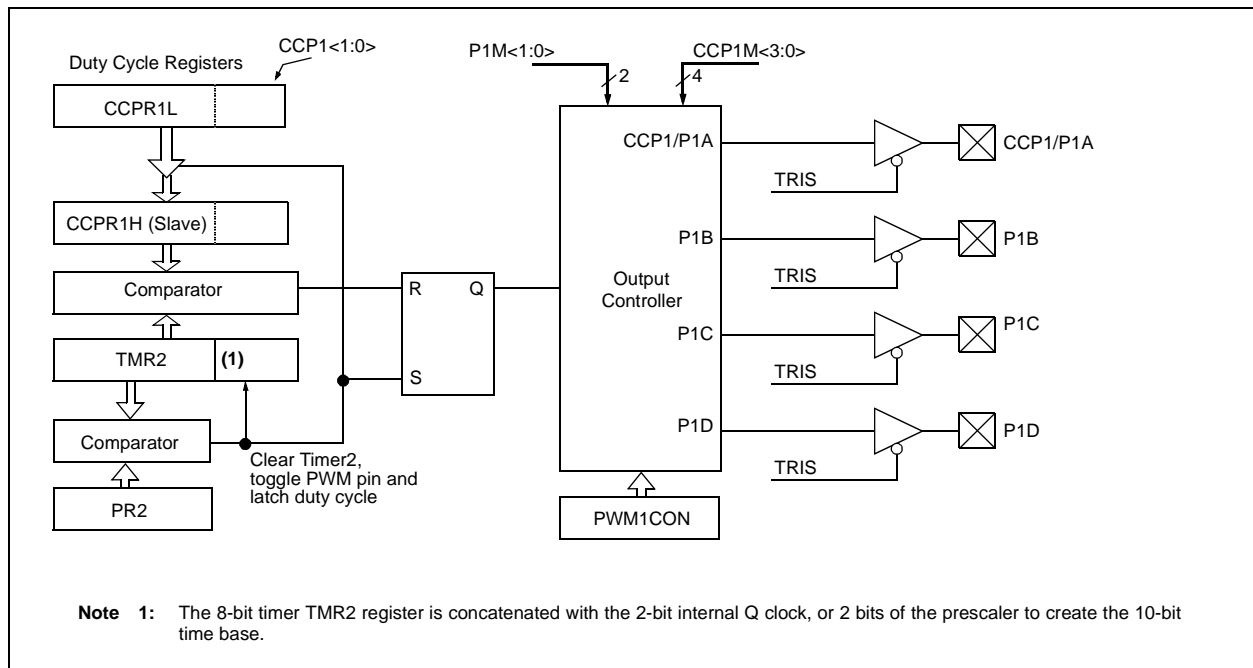 CCP1<1:0>
Duty Cycle Registers
CCPR1L
CCPR1H (Slave)
Comparator
TMR2 (1)
Comparator
PR2
Clear Timer2,
toggle PWM pin and
latch duty cycle
R Q
S
P1M<1:0>
2
CCP1M<3:0>
4
Output
Controller
PWM1CON
CCP1/P1A
TRIS
CCP1/P1A
P1B
TRIS
P1B
P1C
TRIS
P1C
P1D
TRIS
P1D
Note 1: The 8-bit timer TMR2 register is concatenated with the 2-bit internal Q clock, or 2 bits of the prescaler to create the 10-bit
time base.